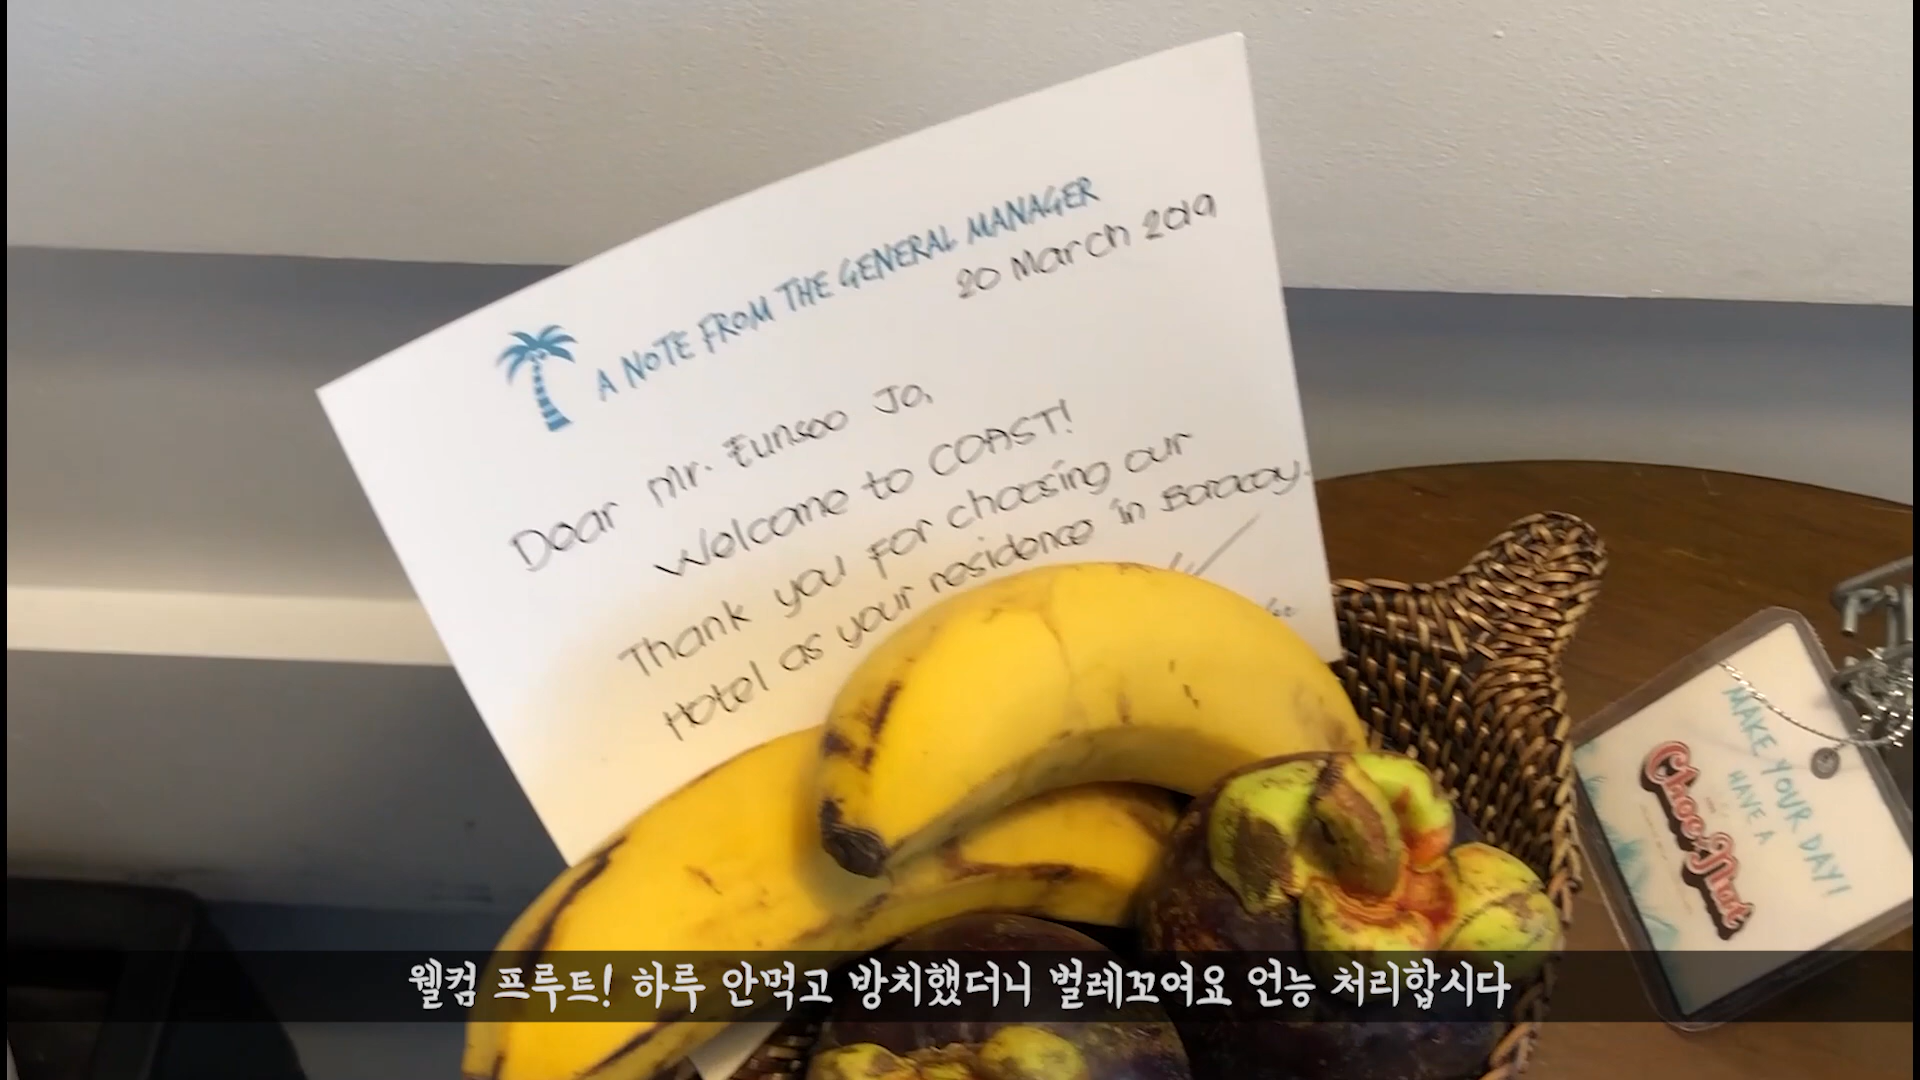 A NOTE FROM THE GENERAL MANAGER
20 March 2019
Dear Mr. Eunsoo Jo,
Welcome to COAST!
Thank you for choosing our
Hotel as your residence in Boracay.
MAKE YOUR DAY!
HAVE A
Choc Nut
웰컴 프루트! 하루 안먹고 방치했더니 벌레꼬여요 언능 처리합시다